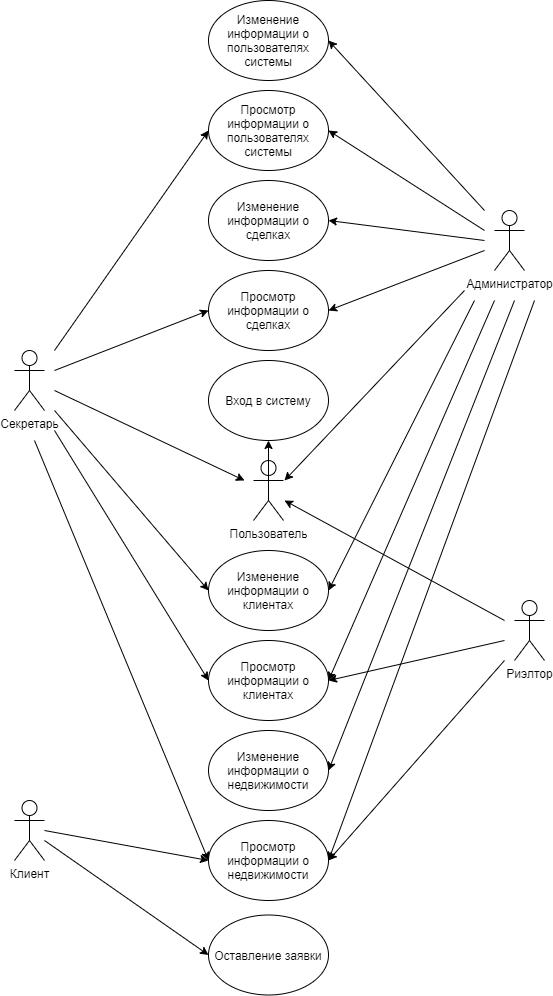 Изменение
информации о
пользователях
системы
Просмотр
информации о
пользователях
системы
Изменение
информации о
сделках
Администратор
Просмотр
информации о
сделках
Вход в систему
Секретарь
Пользователь
Изменение
информации о
клиентах
Просмотр
информации о
клиентах
Риэлтор
Изменение
информации о
недвижимости
Просмотр
информации о
недвижимости
Клиент
Оставление заявки